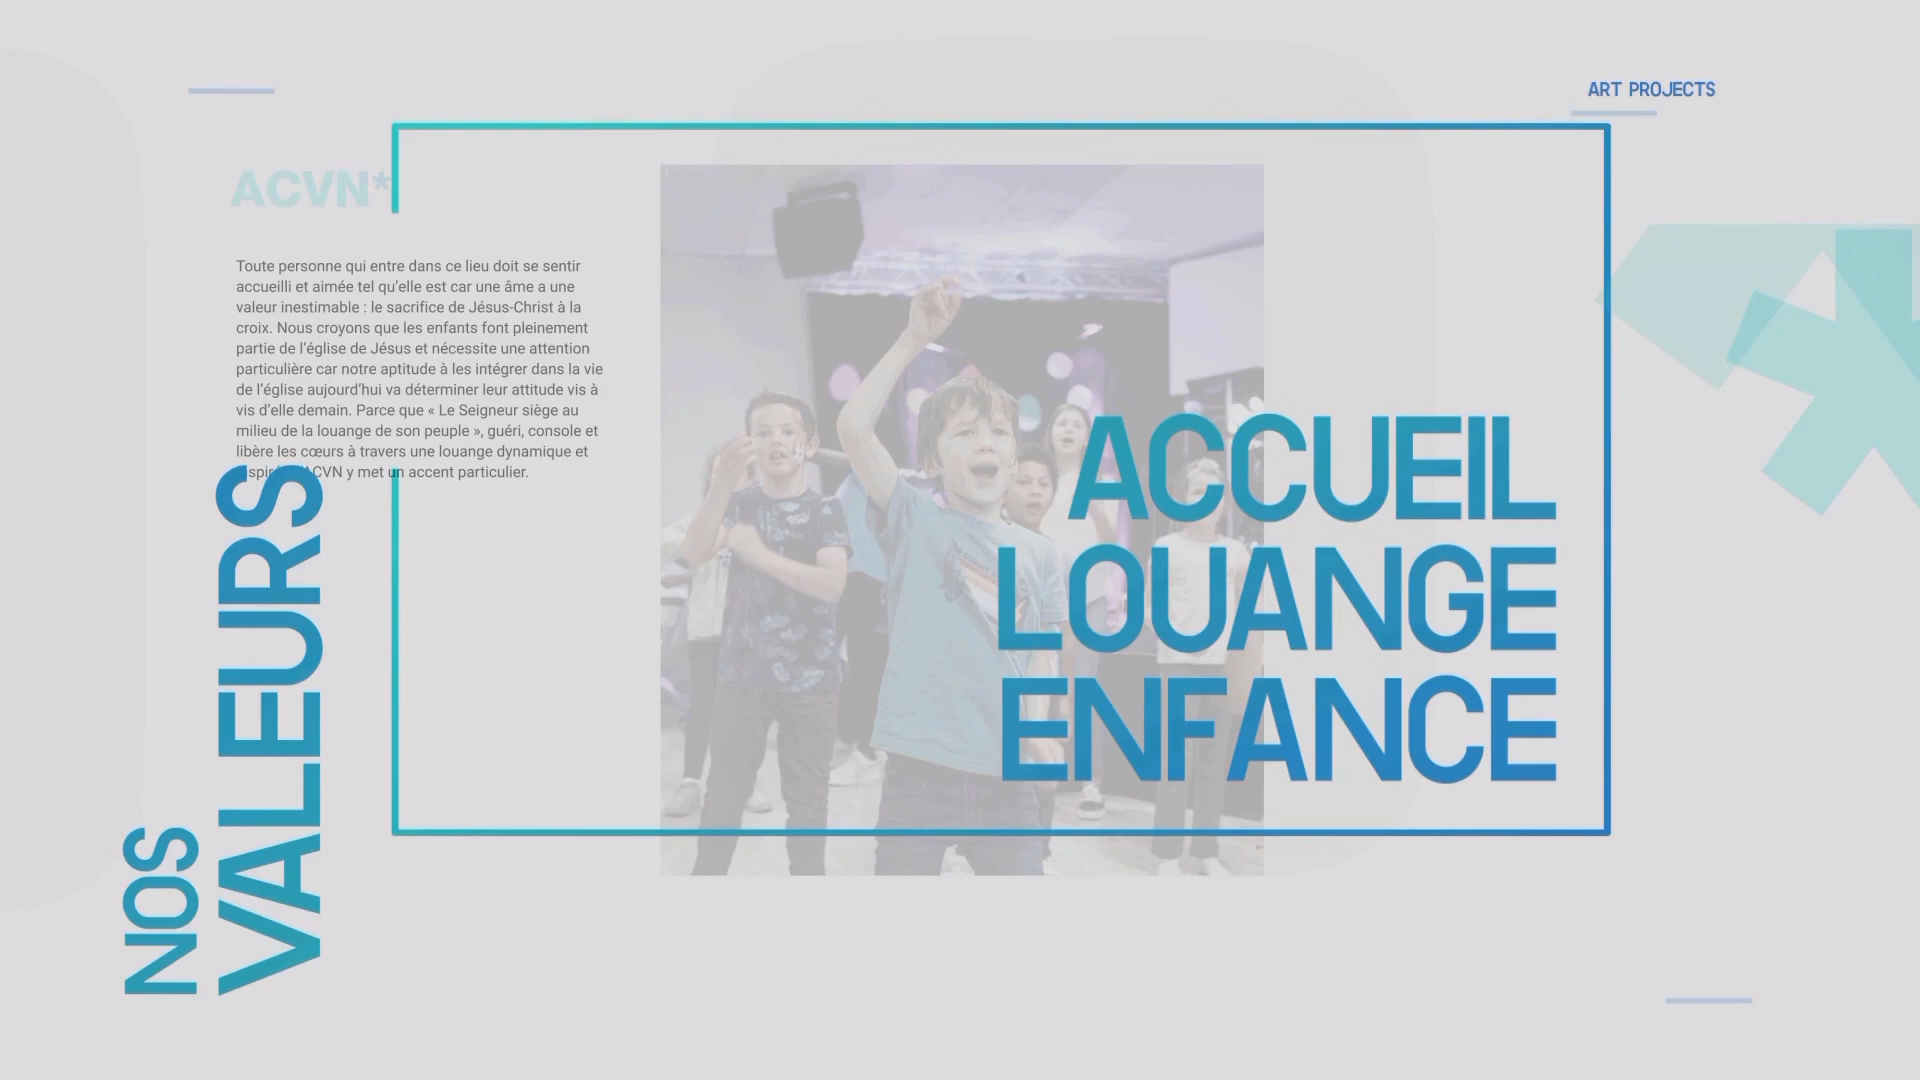 ART PROJECTS
ACVN*
Toute personne qui entre dans ce lieu doit se sentir
accueilli et aimée tel qu'elle est car une âme a une
valeur inestimable : le sacrifice de Jésus-Christ à la
croix. Nous croyons que les enfants font pleinement
partie de l'église de Jésus et nécessite une attention
particulière car notre aptitude à les intégrer dans la vie
de l'église aujourd'hui va déterminer leur attitude vis à
vis d'elle demain. Parce que « Le Seigneur siège au
milieu de la louange de son peuple », guéri, console et
libère les cœurs à travers une louange dynamique et
ACVN y met un accent particulier.
NOS
VALEURS
ACCUEIL
LOUANGE
ENFANCE